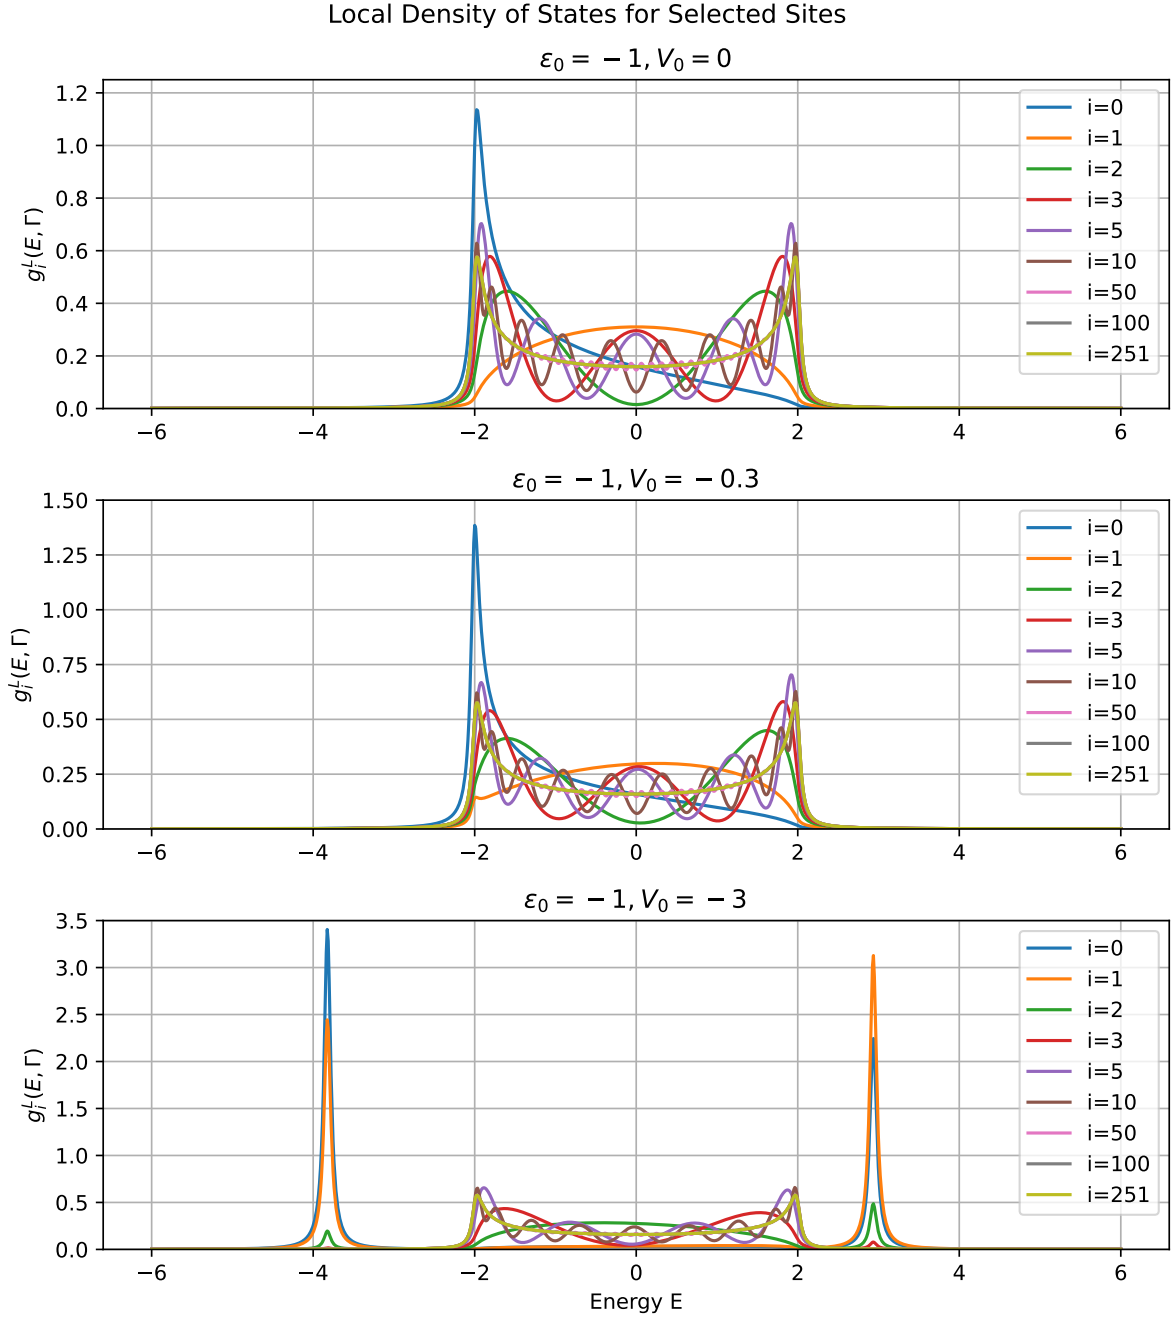 Local Density of States for Selected Sites
ε₀ = −1, V₀ = 0
gᵢᴸ(E, Γ)
1.2
1.0
0.8
0.6
0.4
0.2
0.0
−6 −4 −2 0 2 4 6
i=0
i=1
i=2
i=3
i=5
i=10
i=50
i=100
i=251
ε₀ = −1, V₀ = −0.3
gᵢᴸ(E, Γ)
1.50
1.25
1.00
0.75
0.50
0.25
0.00
−6 −4 −2 0 2 4 6
i=0
i=1
i=2
i=3
i=5
i=10
i=50
i=100
i=251
ε₀ = −1, V₀ = −3
gᵢᴸ(E, Γ)
3.5
3.0
2.5
2.0
1.5
1.0
0.5
0.0
−6 −4 −2 0 2 4 6
i=0
i=1
i=2
i=3
i=5
i=10
i=50
i=100
i=251
Energy E